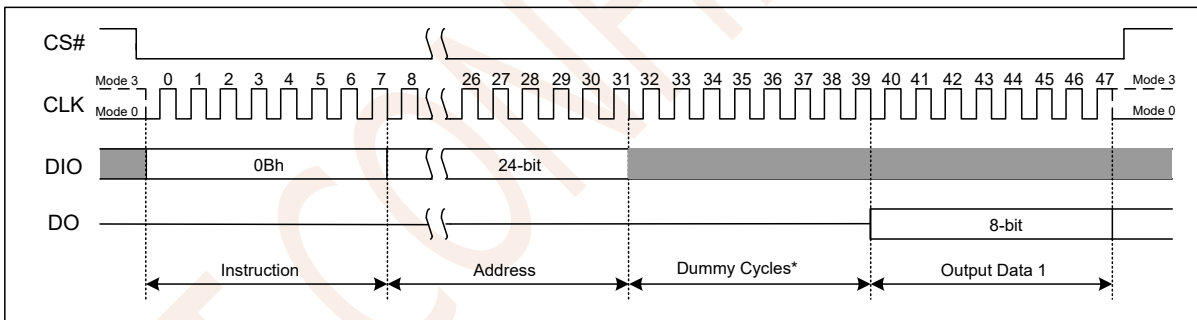 CS#
Mode 3 0 1 2 3 4 5 6 7 8 26 27 28 29 30 31 32 33 34 35 36 37 38 39 40 41 42 43 44 45 46 47 Mode 3
CLK
Mode 0 Mode 0
DIO 0Bh 24-bit
DO 8-bit
Instruction Address Dummy Cycles* Output Data 1